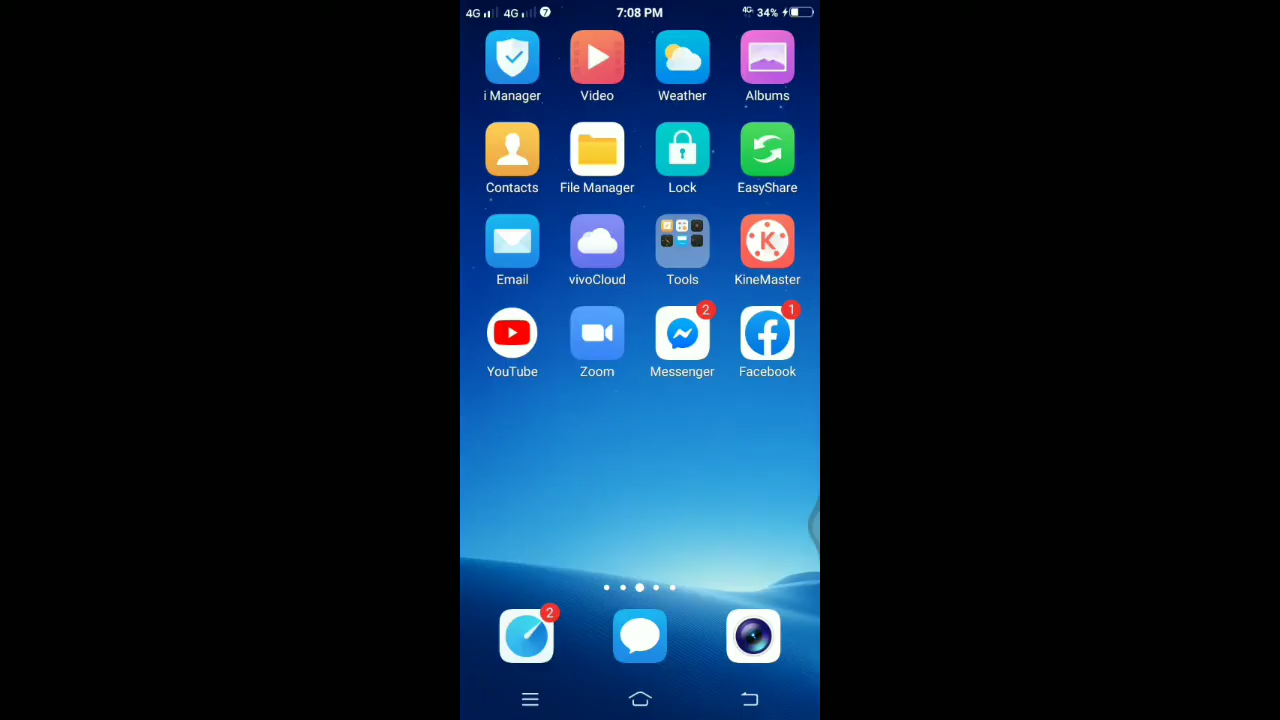 4G 4G 7 7:08 PM 4G 34%
i Manager Video Weather Albums
Contacts File Manager Lock EasyShare
Email vivoCloud Tools K KineMaster
2 1
YouTube Zoom Messenger Facebook
2